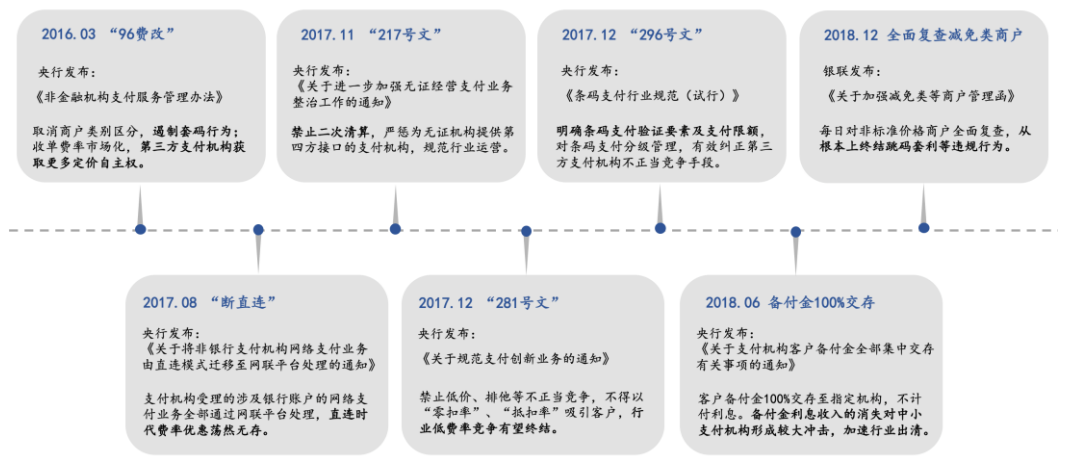 2016.03 “96费改”
央行发布：
《非金融机构支付服务管理办法》
取消商户类别区分，遏制套码行为；
收单费率市场化，第三方支付机构获
取更多定价自主权。
2017.11 “217号文”
央行发布：
《关于进一步加强无证经营支付业务
整治工作的通知》
禁止二次清算，严惩为无证机构提供第
四方接口的支付机构，规范行业运营。
2017.12 “296号文”
央行发布：
《条码支付行业规范（试行）》
明确条码支付验证要素及支付限额，
对条码支付分级管理，有效纠正第三
方支付机构不正当竞争手段。
2018.12 全面复查减免类商户
银联发布：
《关于加强减免类等商户管理函》
每日对非标准价格商户全面复查，从
根本上终结跳码套利等违规行为。
2017.08 “断直连”
央行发布：
《关于将非银行支付机构网络支付业务
由直连模式迁移至网联平台处理的通知》
支付机构受理的涉及银行账户的网络支
付业务全部通过网联平台处理，直连时
代费率优惠荡然无存。
2017.12 “281号文”
央行发布：
《关于规范支付创新业务的通知》
禁止低价、排他等不正当竞争，不得以
“零扣率”、“抵扣率”吸引客户，行
业低费率竞争有望终结。
2018.06 备付金100%交存
央行发布：
《关于支付机构客户备付金全部集中交存
有关事项的通知》
客户备付金100%交存至指定机构，不计
付利息。备付金利息收入的消失对中小
支付机构形成较大冲击，加速行业出清。